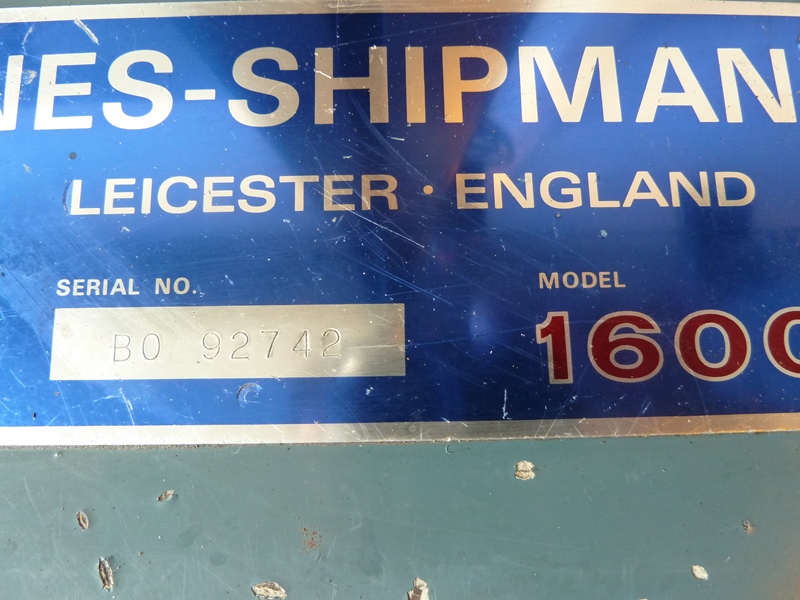 NES-SHIPMAN
LEICESTER · ENGLAND
SERIAL NO. MODEL
BO 92742 1600